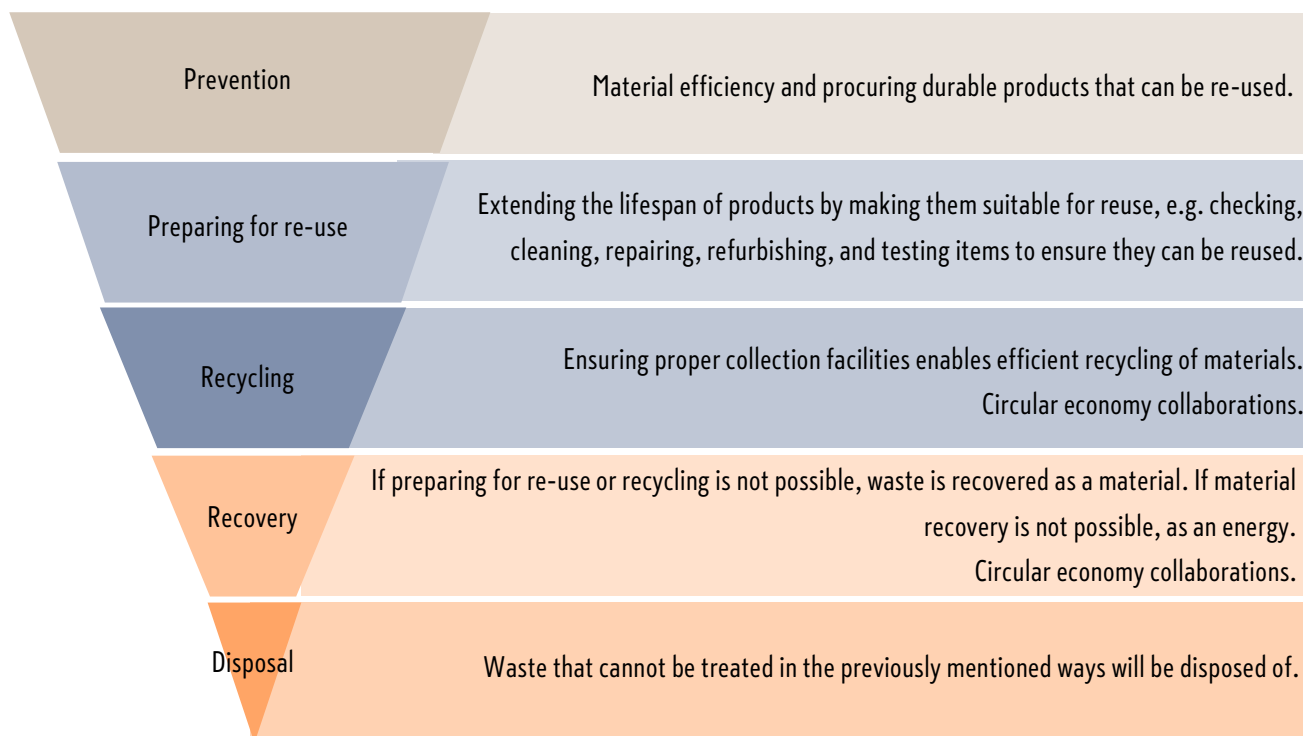 Prevention
Material efficiency and procuring durable products that can be re-used.
Preparing for re-use
Extending the lifespan of products by making them suitable for reuse, e.g. checking,
cleaning, repairing, refurbishing, and testing items to ensure they can be reused.
Recycling
Ensuring proper collection facilities enables efficient recycling of materials.
Circular economy collaborations.
Recovery
If preparing for re-use or recycling is not possible, waste is recovered as a material. If material
recovery is not possible, as an energy.
Circular economy collaborations.
Disposal
Waste that cannot be treated in the previously mentioned ways will be disposed of.